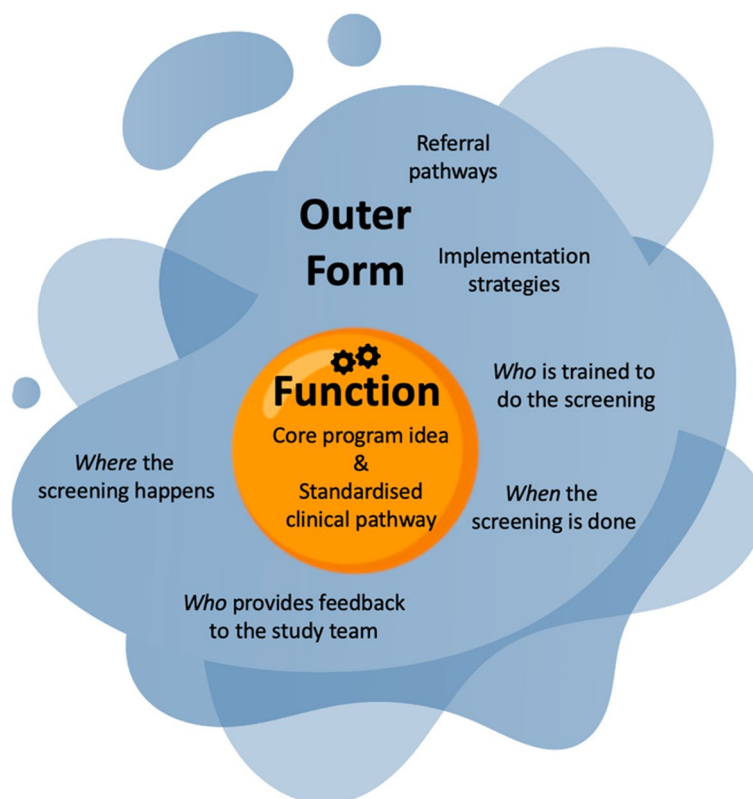 Referral
pathways
Outer
Form
Implementation
strategies
Function
Core program idea
&
Standardised
clinical pathway
Who is trained to
do the screening
Where the
screening happens
When the
screening is done
Who provides feedback
to the study team